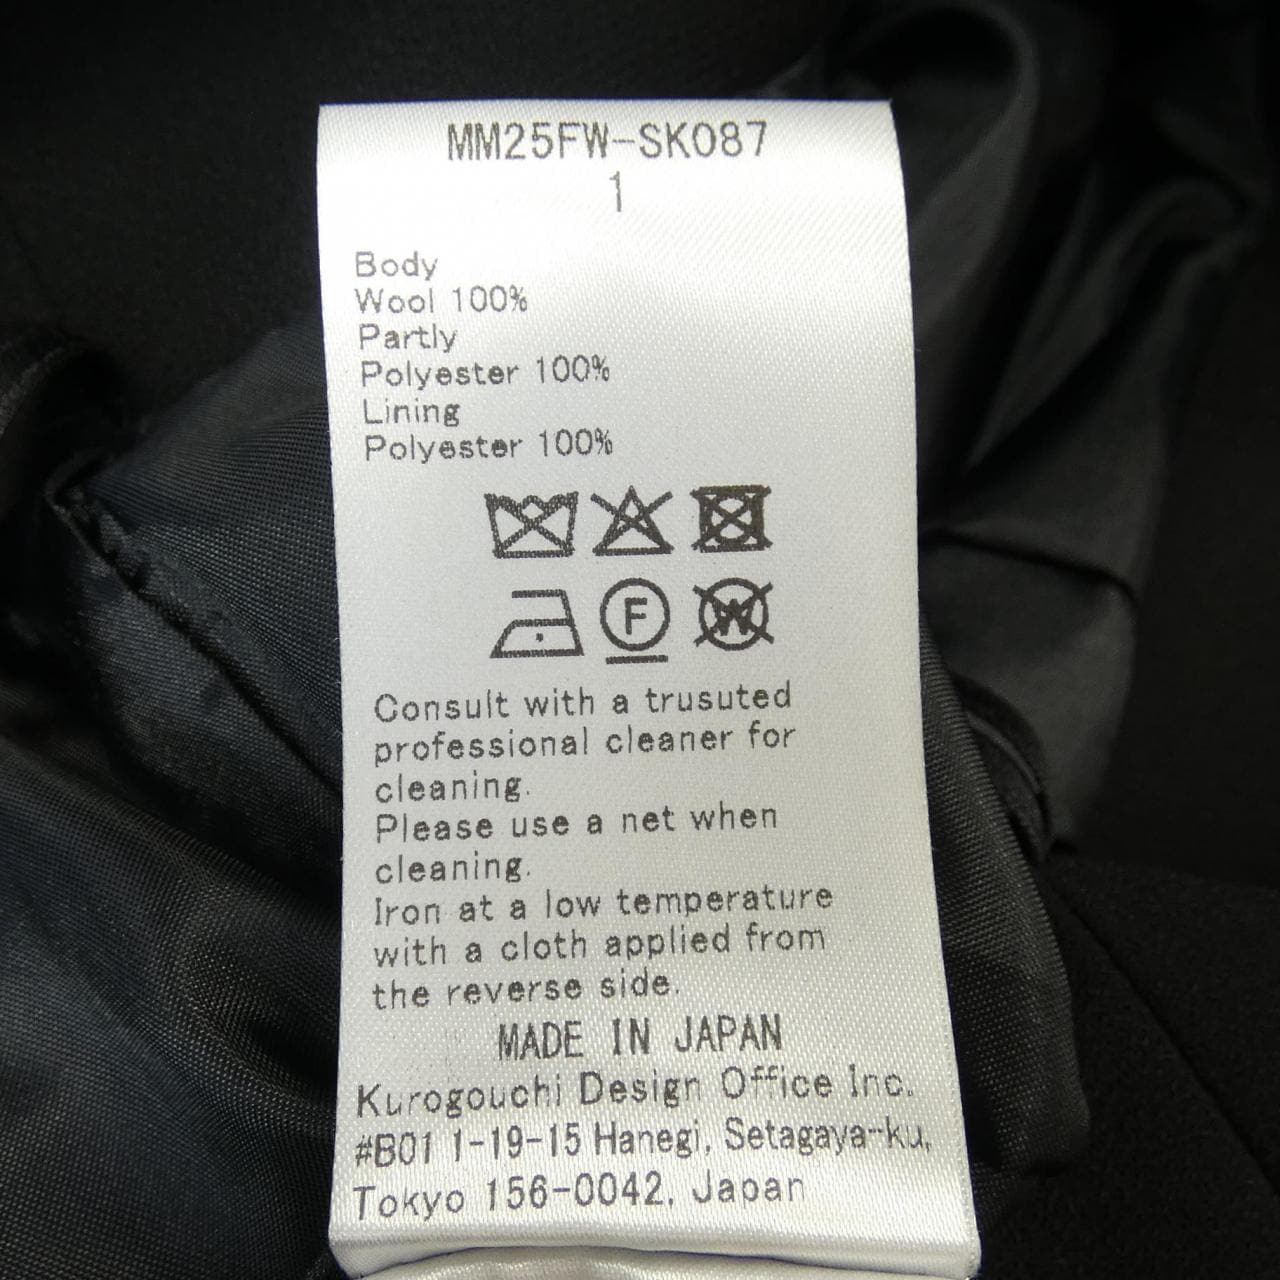 MM25FW-SK087
1
Body
Wool 100%
Partly
Polyester 100%
Lining
Polyester 100%
F
W
Consult with a trusuted
professional cleaner for
cleaning.
Please use a net when
cleaning.
Iron at a low temperature
with a cloth applied from
the reverse side.
MADE IN JAPAN
Kurogouchi Design Office Inc.
#B01 1-19-15 Hanegi, Setagaya-ku,
Tokyo 156-0042, Japan